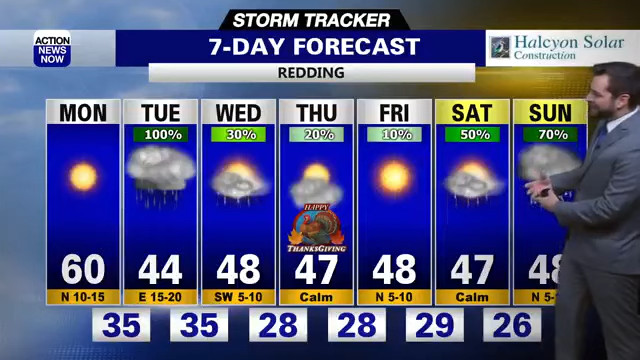 STORM TRACKER
ACTION
NEWS
NOW
7-DAY FORECAST
REDDING
Halcyon Solar
Construction
MON TUE WED THU FRI SAT SUN
100% 30% 20% 10% 50% 70%
HAPPY
THANKSGIVING
60 44 48 47 48 47 48
N 10-15 E 15-20 SW 5-10 Calm N 5-10 Calm N 5-
35 35 28 28 29 26